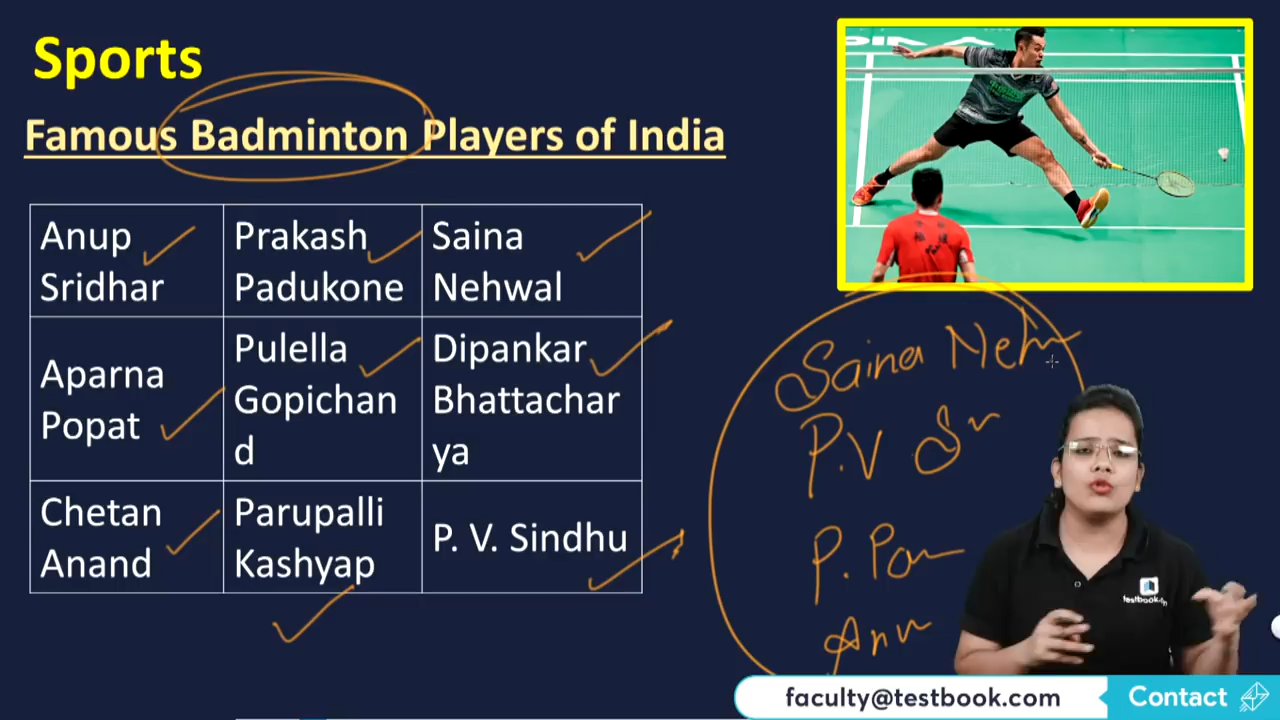 Sports
Famous Badminton Players of India
Anup
Sridhar
Prakash
Padukone
Saina
Nehwal
Aparna
Popat
Pulella
Gopichan
d
Dipankar
Bhattachar
ya
Chetan
Anand
Parupalli
Kashyap
P. V. Sindhu
Saina Neh
P.V
P.
faculty@testbook.com
Contact